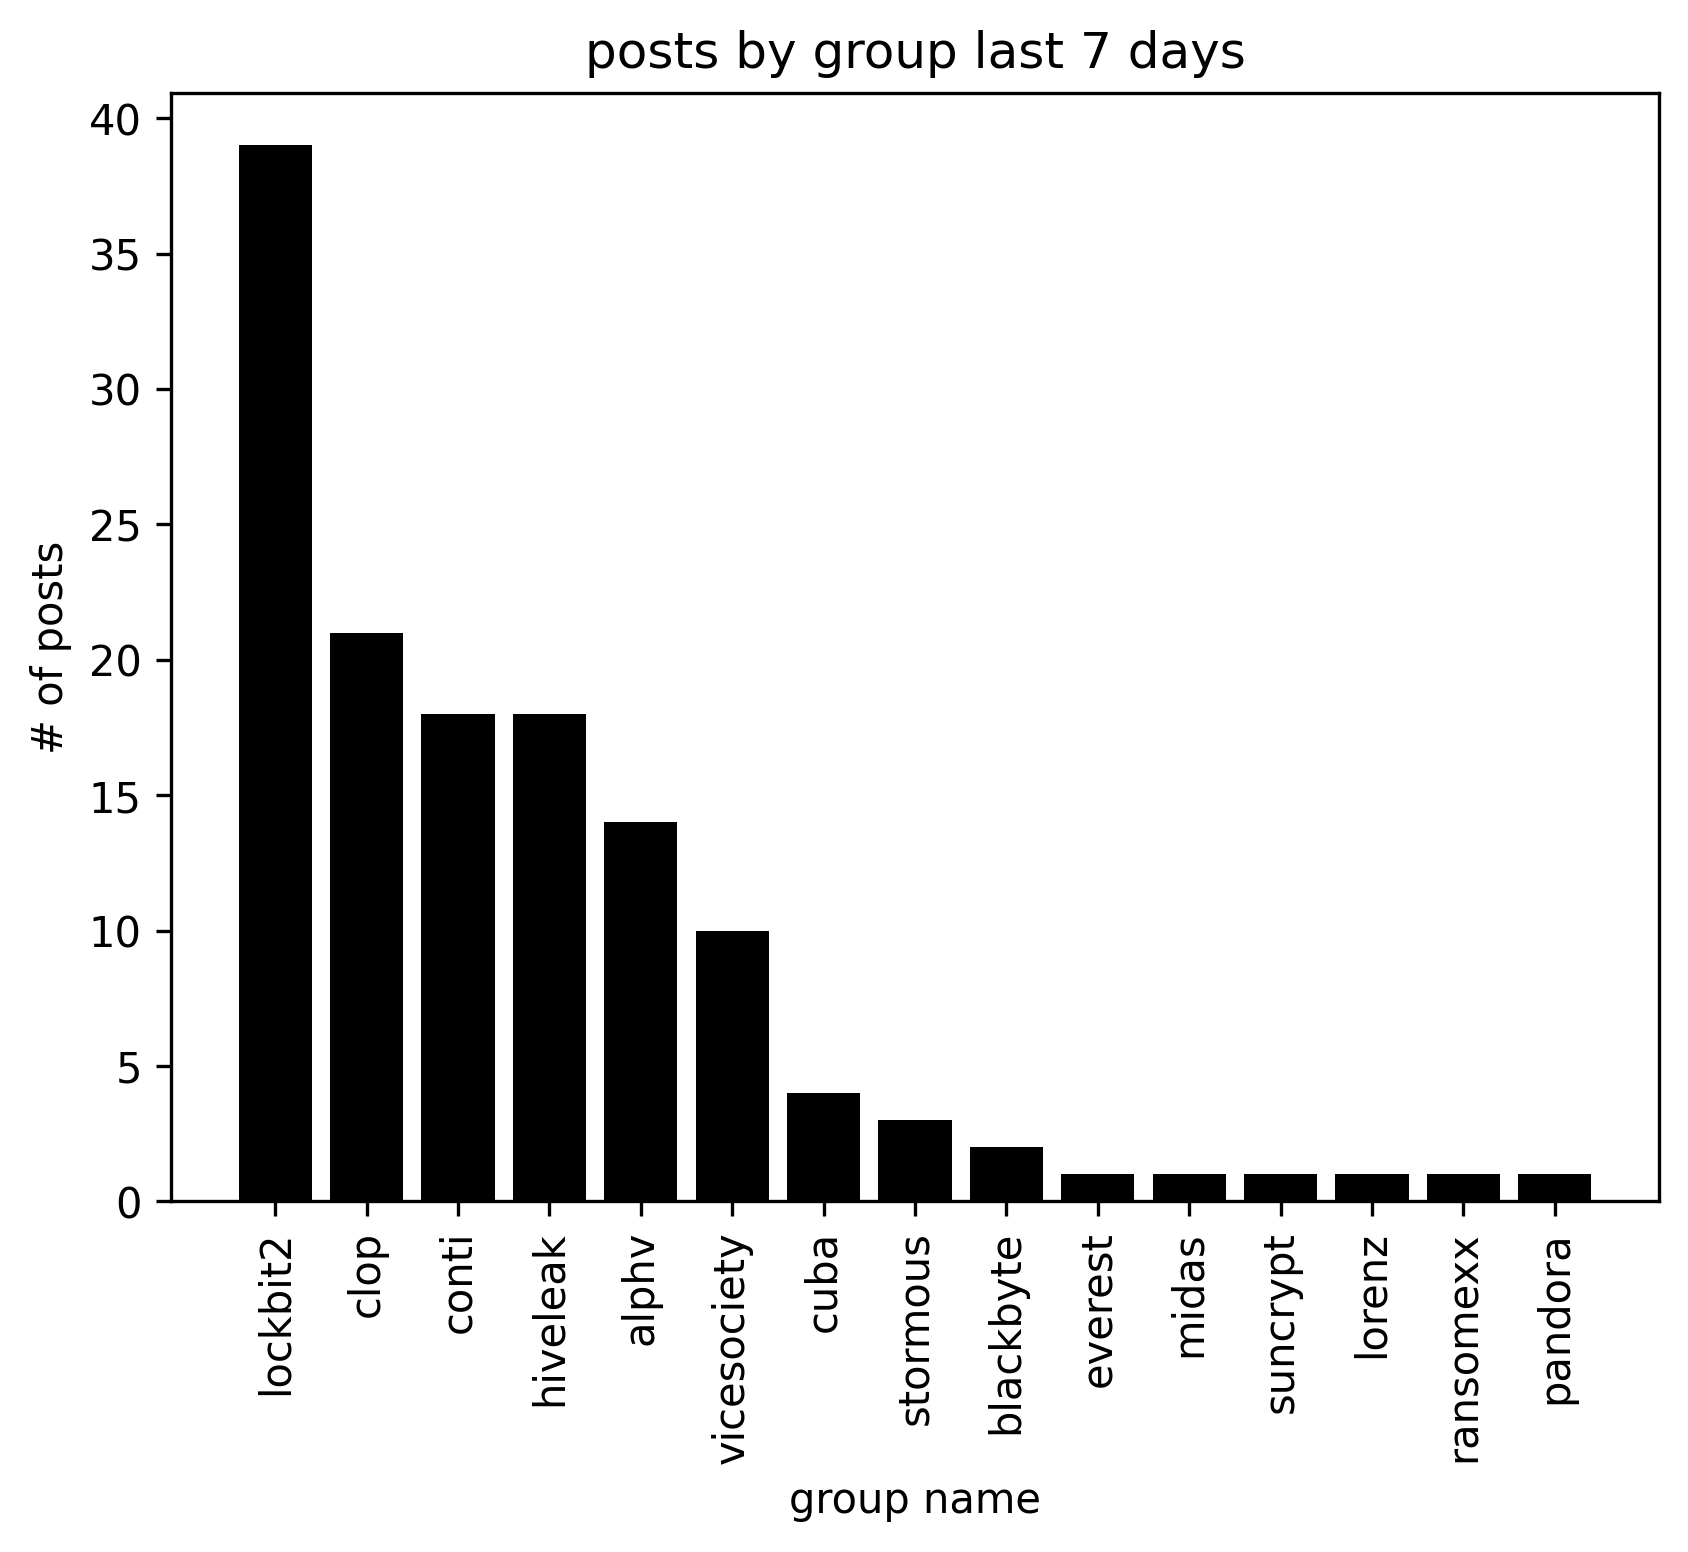 posts by group last 7 days
# of posts
40
35
30
25
20
15
10
5
0
lockbit2
clop
conti
hiveleak
alphv
vicesociety
cuba
stormous
blackbyte
everest
midas
suncrypt
lorenz
ransomexx
pandora
group name